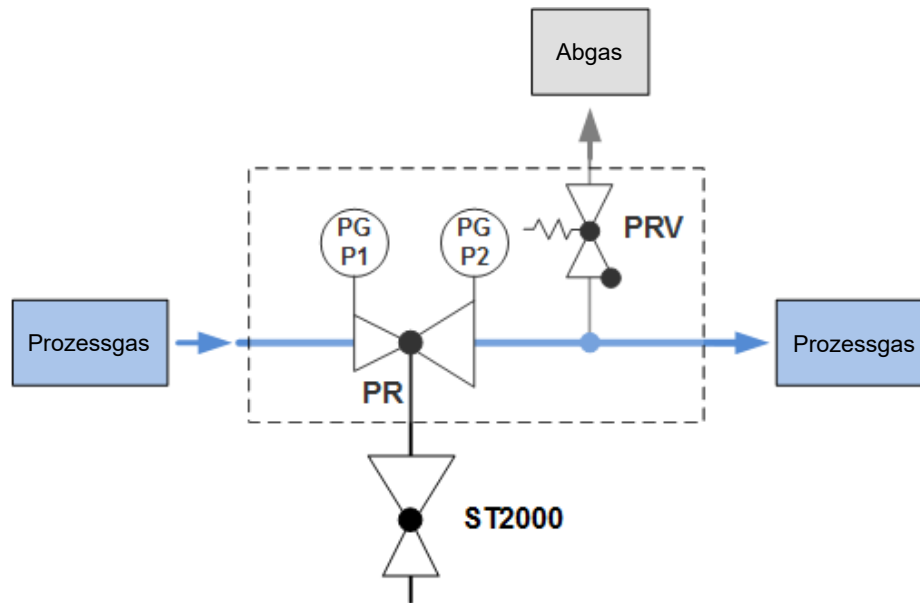 Abgas
PG
P1
PG
P2
PRV
Prozessgas
Prozessgas
PR
ST2000